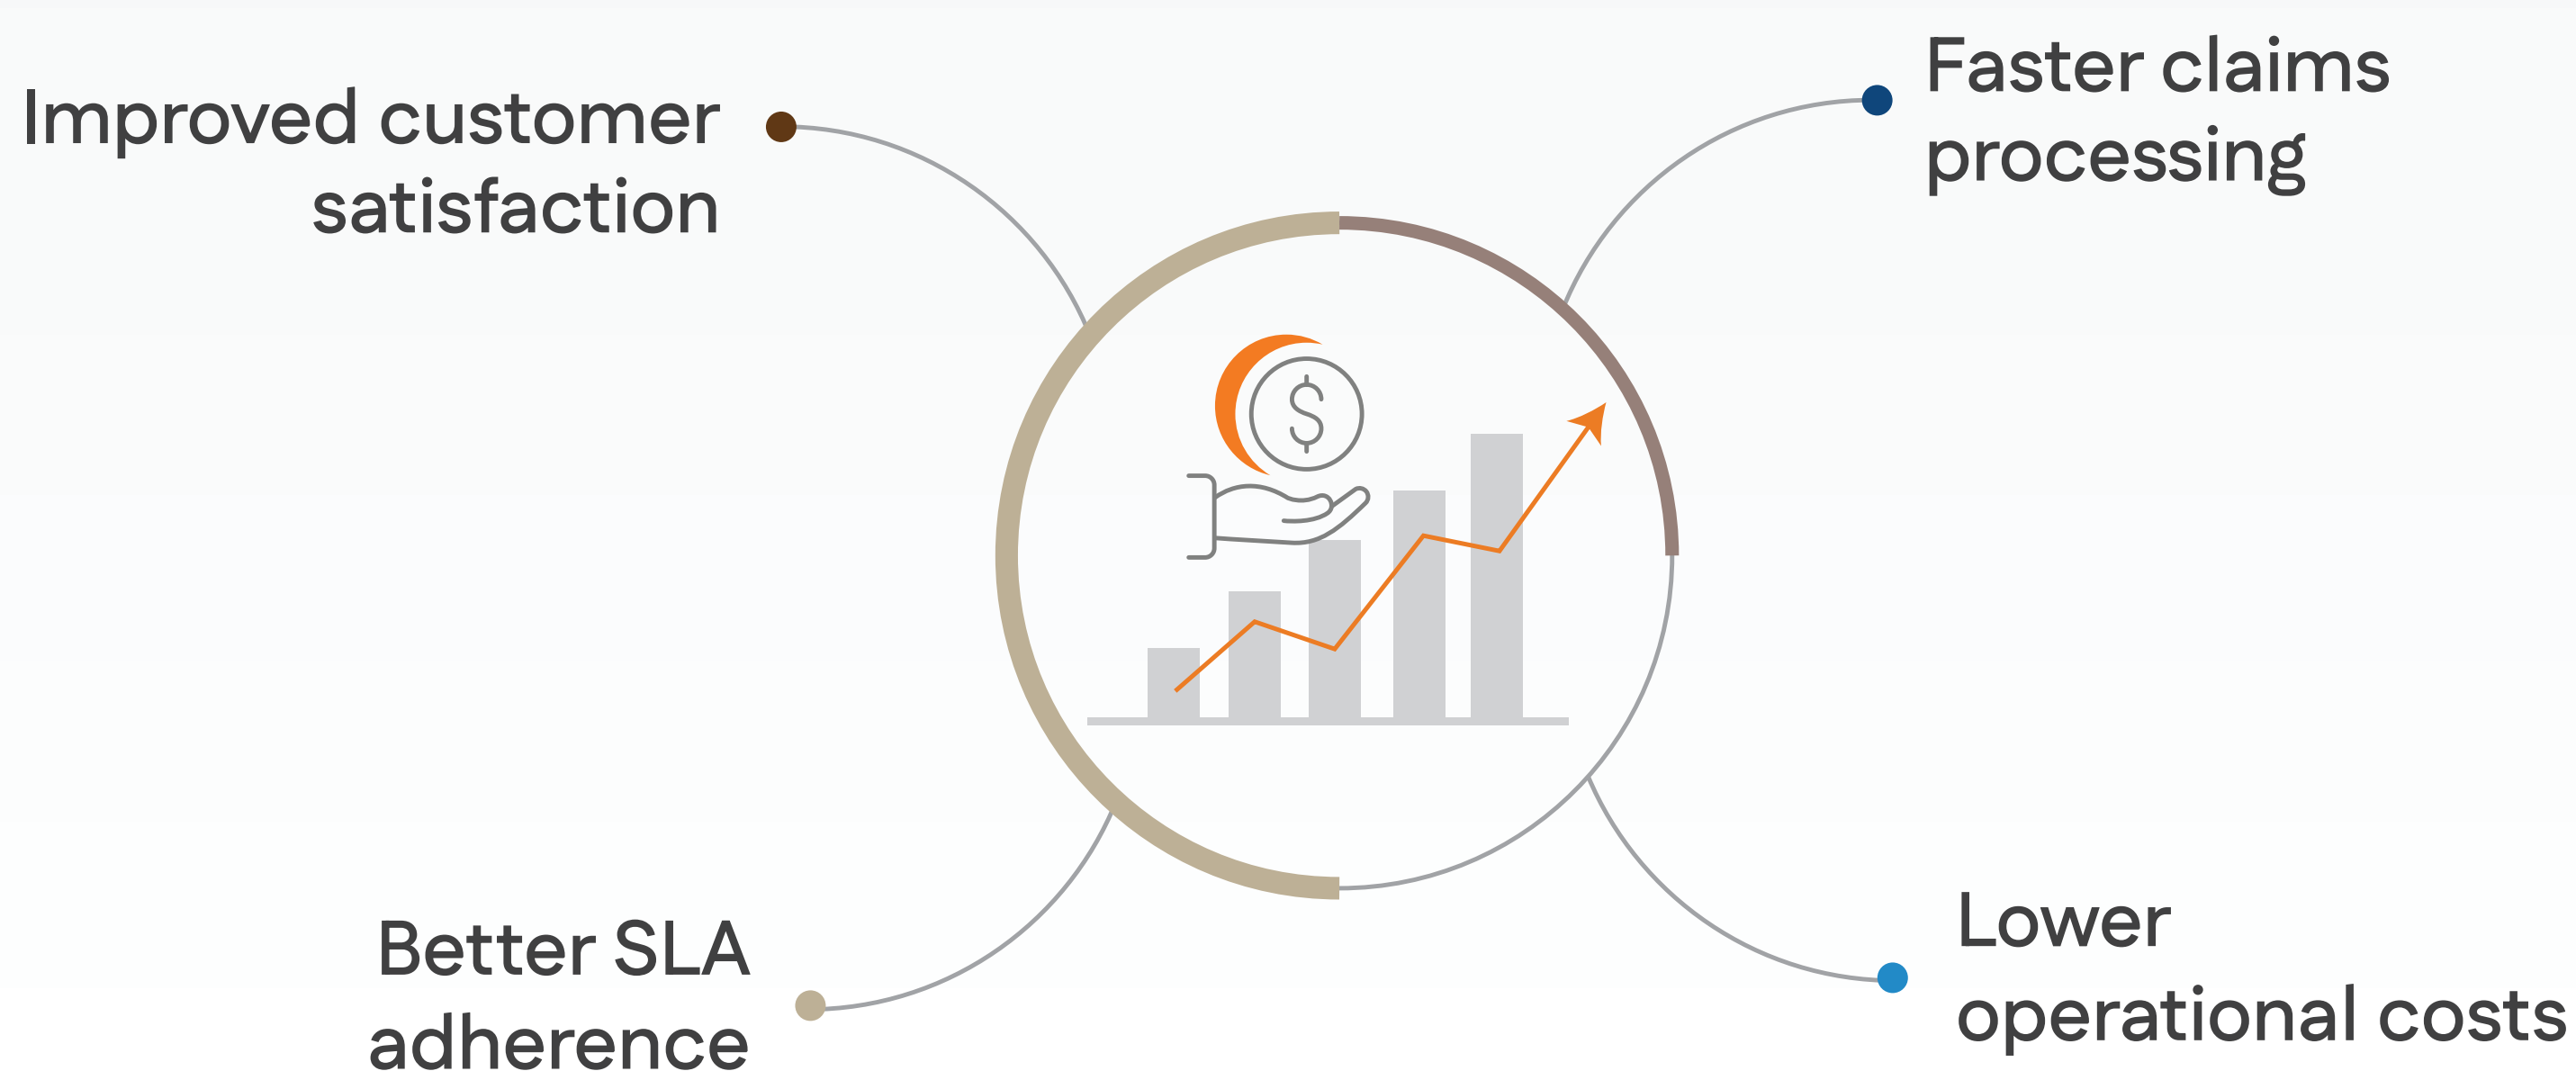 Improved customer
satisfaction
Faster claims
processing
$
Better SLA
adherence
Lower
operational costs